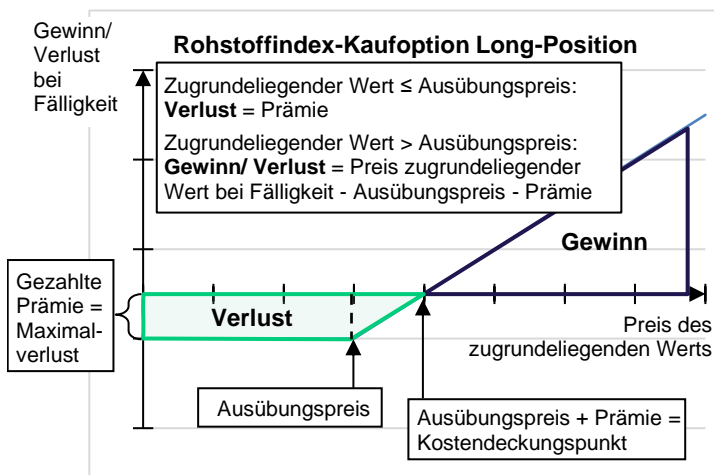 Gewinn/
Verlust
bei
Fälligkeit
Rohstoffindex-Kaufoption Long-Position
Zugrundeliegender Wert ≤ Ausübungspreis:
Verlust = Prämie
Zugrundeliegender Wert > Ausübungspreis:
Gewinn/ Verlust = Preis zugrundeliegender
Wert bei Fälligkeit - Ausübungspreis - Prämie
Gewinn
Gezahlte
Prämie =
Maximal-
verlust
Verlust
Preis des
zugrundeliegenden Werts
Ausübungspreis
Ausübungspreis + Prämie =
Kostendeckungspunkt